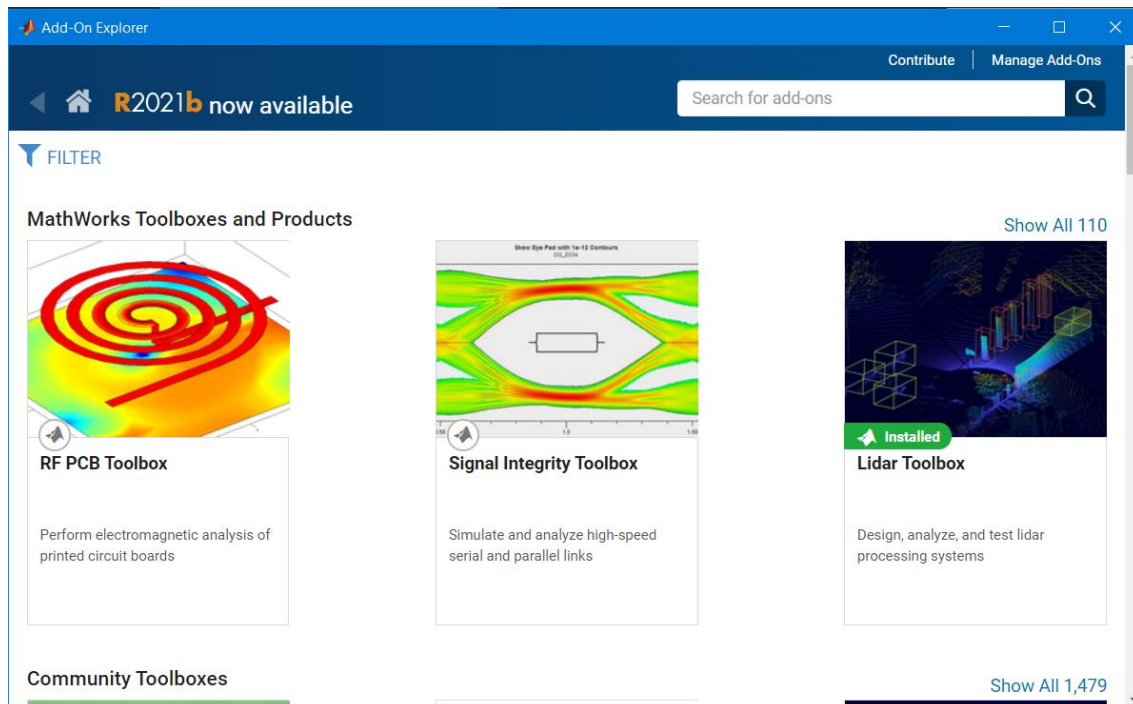 Add-On Explorer
Contribute
Manage Add-Ons
R2021b now available
Search for add-ons
FILTER
MathWorks Toolboxes and Products
Show All 110
Skew Eye Pad with 1e-12 Contours
1.0
Installed
RF PCB Toolbox
Signal Integrity Toolbox
Lidar Toolbox
Perform electromagnetic analysis of
printed circuit boards
Simulate and analyze high-speed
serial and parallel links
Design, analyze, and test lidar
processing systems
Community Toolboxes
Show All 1,479